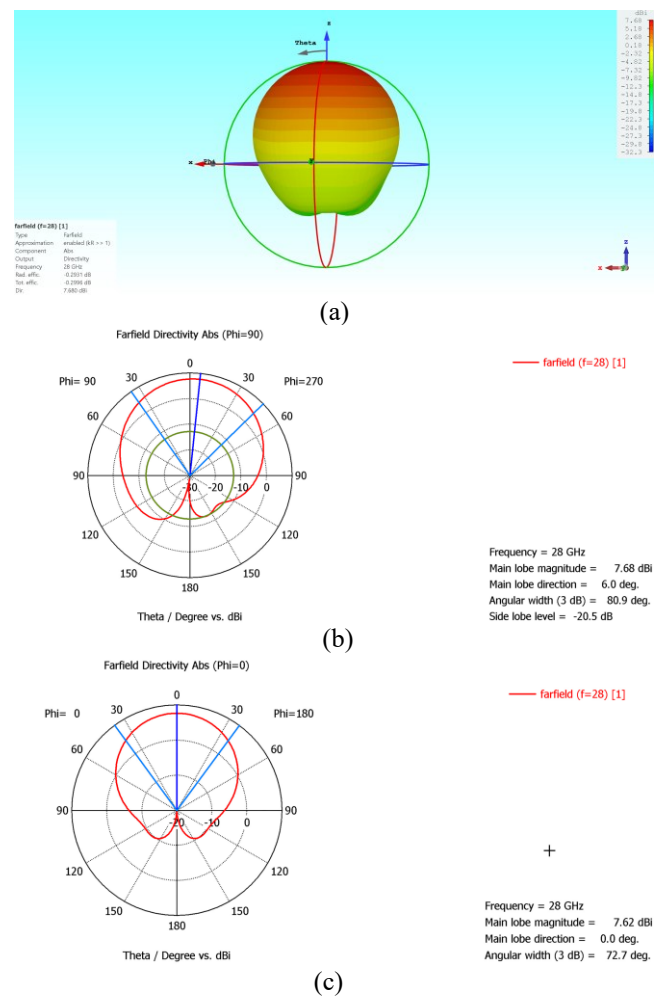 dBi
7.68
5.18
2.68
0.18
-2.32
-4.82
-7.32
-9.82
-12.3
-14.8
-17.3
-19.8
-22.3
-24.8
-27.3
-29.8
-32.3
z
Theta
x
Phi
farfield (f=28) [1]
Type Farfield
Approximation enabled (kR >> 1)
Component Abs
Output Directivity
Frequency 28 GHz
Rad. effic.
Tot. effic.
Dir. 7.680 dBi
z
x
(a)
Farfield Directivity Abs (Phi=90)
farfield (f=28) [1]
0
Phi= 90 30 30 Phi=270
60 60
90 -30 -20 -10 0 90
120 120
150 150
180
Theta / Degree vs. dBi
Frequency = 28 GHz
Main lobe magnitude = 7.68 dBi
Main lobe direction = 6.0 deg.
Angular width (3 dB) = 80.9 deg.
Side lobe level = -20.5 dB
(b)
Farfield Directivity Abs (Phi=0)
farfield (f=28) [1]
0
Phi= 0 30 30 Phi=180
60 60
90 -20 -10 0 90
120 120
150 150
180
Theta / Degree vs. dBi
Frequency = 28 GHz
Main lobe magnitude = 7.62 dBi
Main lobe direction = 0.0 deg.
Angular width (3 dB) = 72.7 deg.
(c)